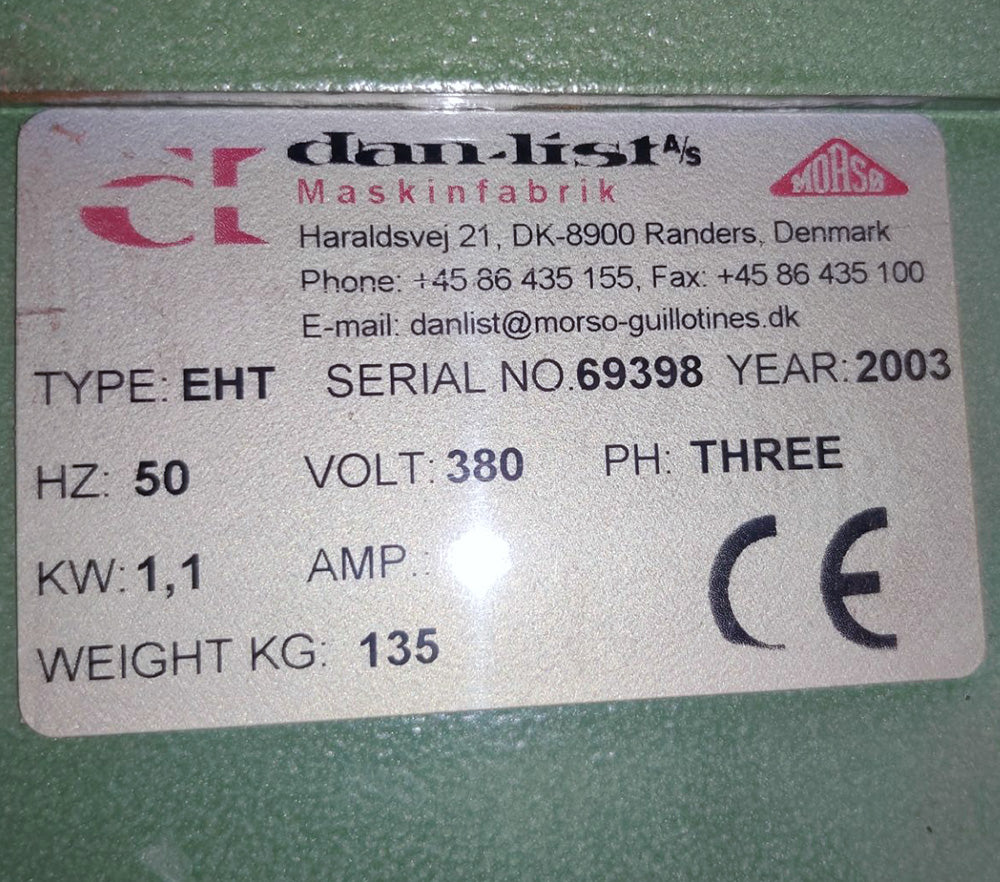 dan-list A/S
MORSØ
Maskinfabrik
Haraldsvej 21, DK-8900 Randers, Denmark
Phone: +45 86 435 155, Fax: +45 86 435 100
E-mail: danlist@morso-guillotines.dk
TYPE: EHT SERIAL NO.69398 YEAR: 2003
HZ: 50 VOLT: 380 PH: THREE
KW: 1,1 AMP.:
WEIGHT KG: 135
CE